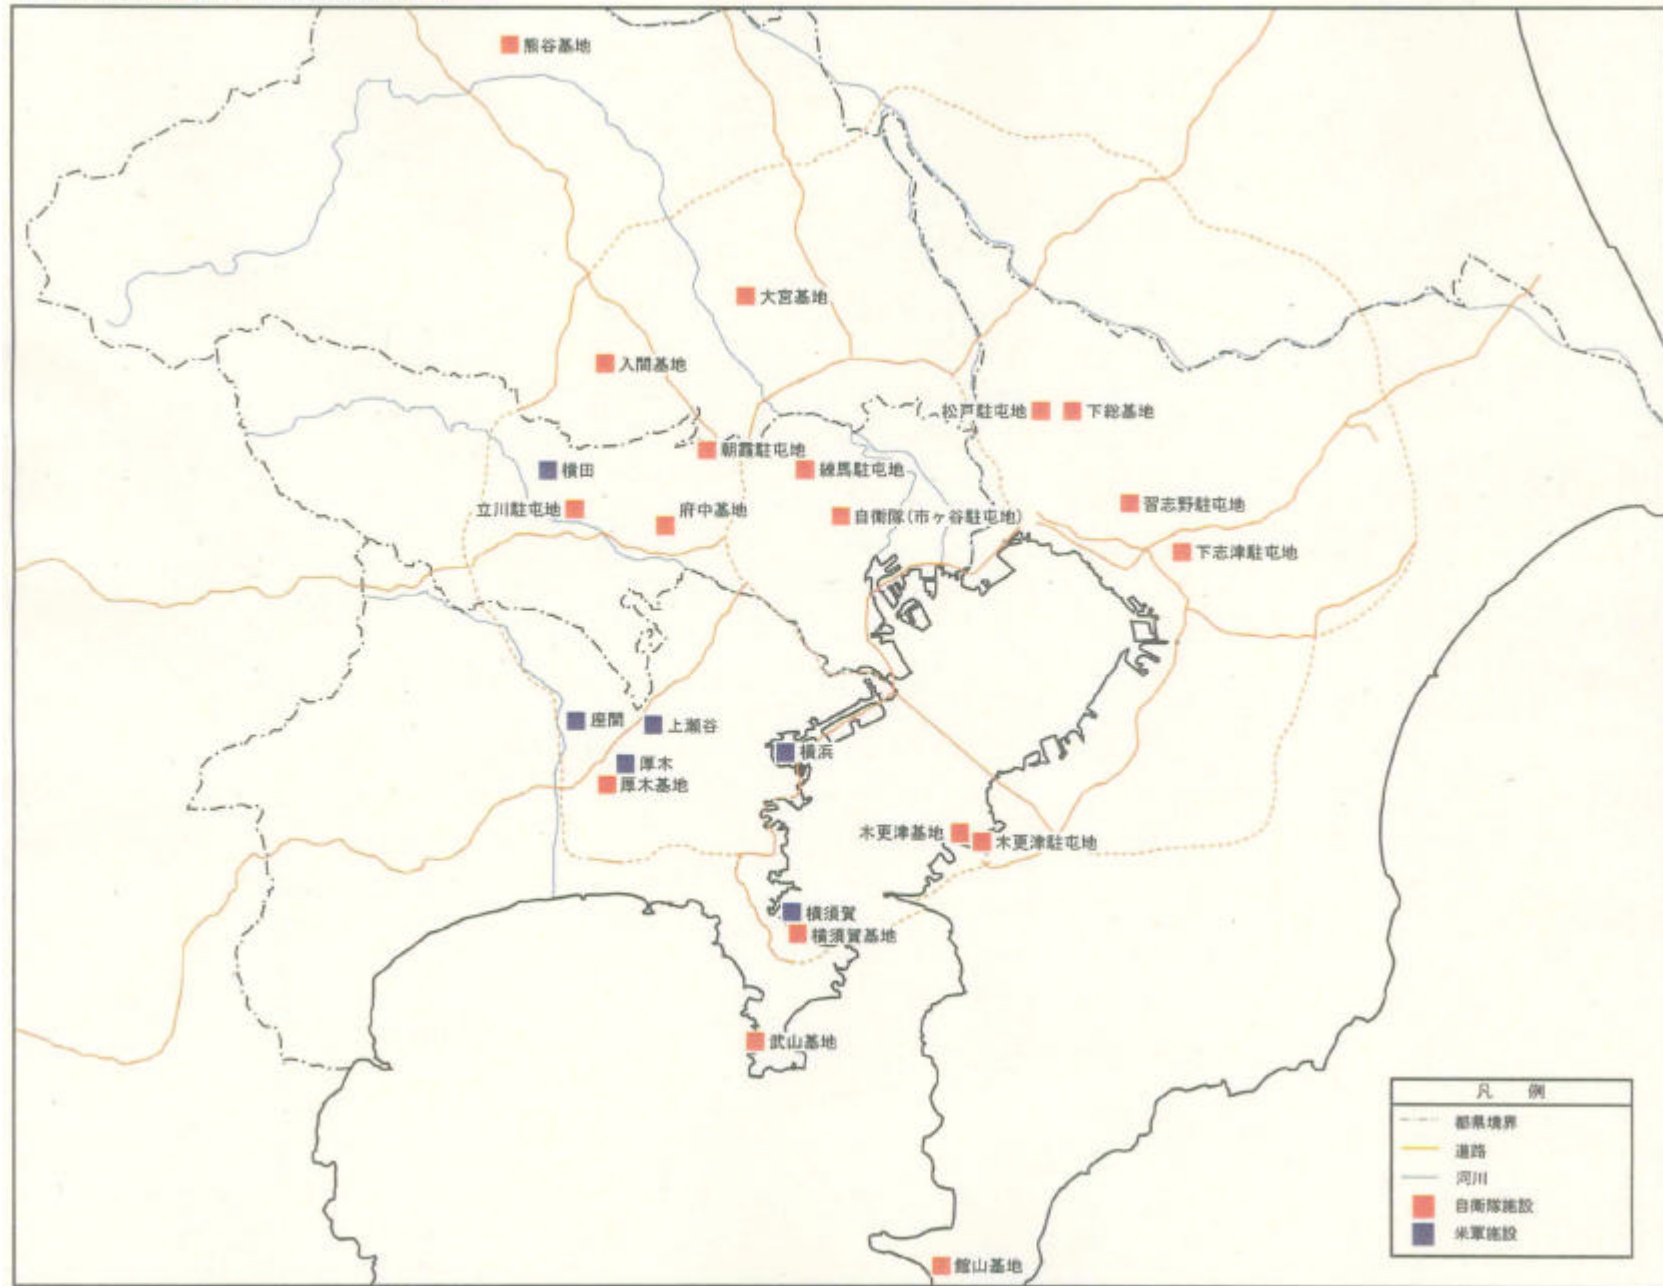 熊谷基地
大宮基地
入間基地
松戸駐屯地
下総基地
朝霞駐屯地
横田
練馬駐屯地
立川駐屯地
府中基地
自衛隊(市ヶ谷駐屯地)
習志野駐屯地
下志津駐屯地
座間
上瀬谷
横浜
厚木
厚木基地
木更津基地
木更津駐屯地
横須賀
横須賀基地
武山基地
館山基地
凡 例
都県境界
道路
河川
自衛隊施設
米軍施設